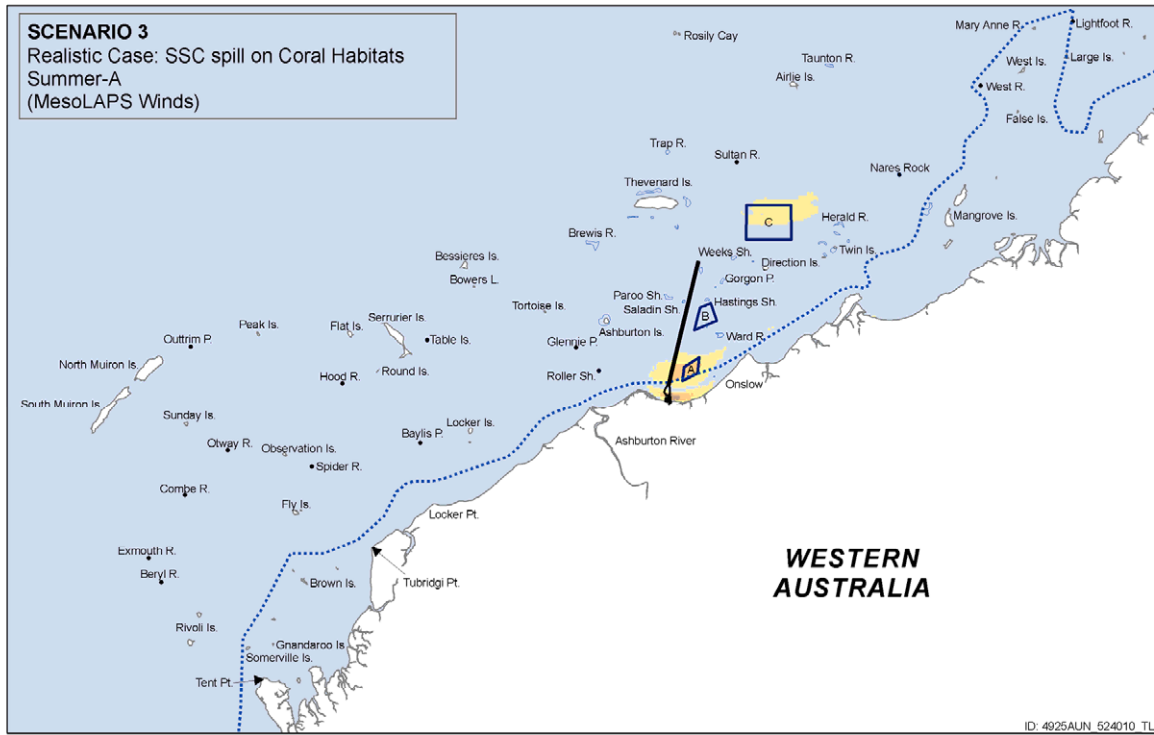 SCENARIO 3
Realistic Case: SSC spill on Coral Habitats
Summer-A
(MesoLAPS Winds)
Rosily Cay
Mary Anne R.
Lightfoot R.
Taunton R.
Airlie Is.
West Is.
Large Is.
West R.
False Is.
Trap R.
Sultan R.
Nares Rock
Thevenard Is.
C
Herald R.
Mangrove Is.
Brewis R.
Weeks Sh.
Twin Is.
Direction Is.
Bessieres Is.
Bowers L.
Gorgon P.
Paroo Sh.
Hastings Sh.
Tortoise Is.
Saladin Sh.
B
Peak Is.
Flat Is.
Serrurier Is.
Ashburton Is.
Ward R.
Outtrim P.
Table Is.
Glennie P.
North Muiron Is.
Round Is.
Roller Sh.
A
Hood R.
Onslow
South Muiron Is.
Sunday Is.
Locker Is.
Otway R.
Observation Is.
Baylis P.
Ashburton River
Spider R.
Combe R.
Fly Is.
Locker Pt.
Exmouth R.
WESTERN
AUSTRALIA
Beryl R.
Brown Is.
Tubridgi Pt.
Rivoli Is.
Gnandaroo Is
Somerville Is.
Tent Pt.
ID: 4925AUN_524010_TL